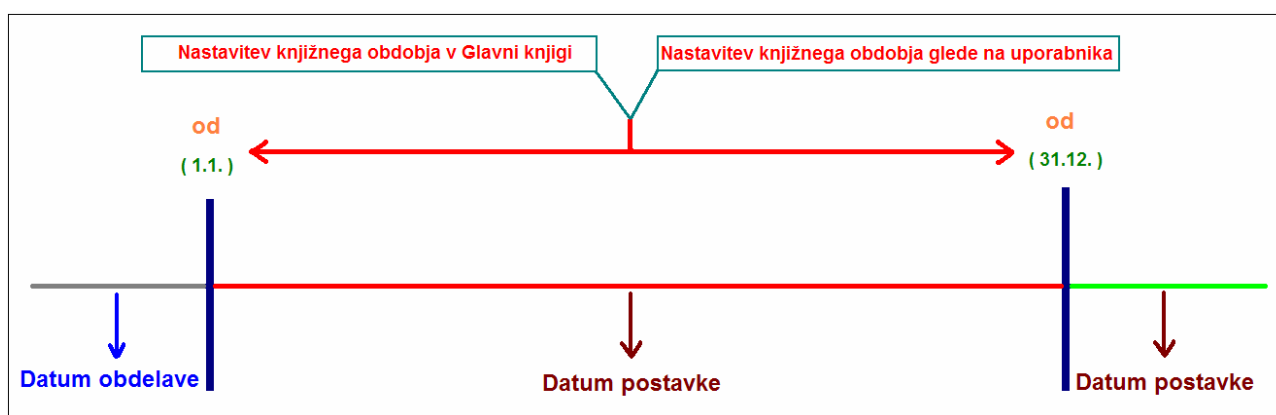 Nastavitev knjižnega obdobja v Glavni knjigi
Nastavitev knjižnega obdobja glede na uporabnika
od
( 1.1. )
od
( 31.12. )
Datum obdelave
Datum postavke
Datum postavke